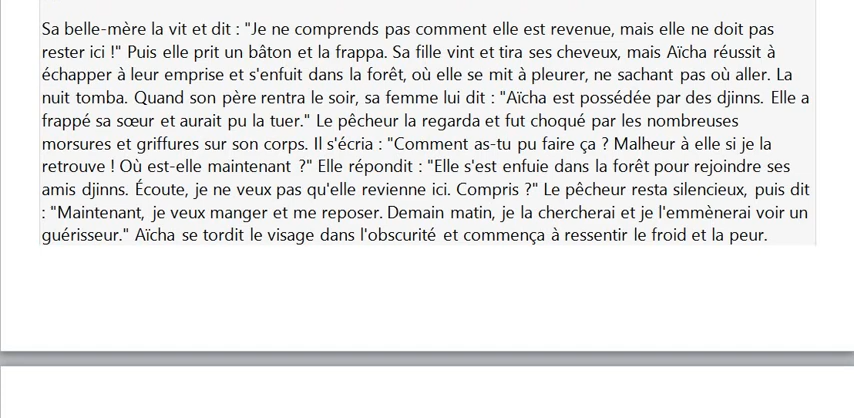 Sa belle-mère la vit et dit : "Je ne comprends pas comment elle est revenue, mais elle ne doit pas
rester ici !" Puis elle prit un bâton et la frappa. Sa fille vint et tira ses cheveux, mais Aïcha réussit à
échapper à leur emprise et s'enfuit dans la forêt, où elle se mit à pleurer, ne sachant pas où aller. La
nuit tomba. Quand son père rentra le soir, sa femme lui dit : "Aïcha est possédée par des djinns. Elle a
frappé sa sœur et aurait pu la tuer." Le pêcheur la regarda et fut choqué par les nombreuses
morsures et griffures sur son corps. Il s'écria : "Comment as-tu pu faire ça ? Malheur à elle si je la
retrouve ! Où est-elle maintenant ?" Elle répondit : "Elle s'est enfuie dans la forêt pour rejoindre ses
amis djinns. Écoute, je ne veux pas qu'elle revienne ici. Compris ?" Le pêcheur resta silencieux, puis dit
: "Maintenant, je veux manger et me reposer. Demain matin, je la chercherai et je l'emmènerai voir un
guérisseur." Aïcha se tordit le visage dans l'obscurité et commença à ressentir le froid et la peur.